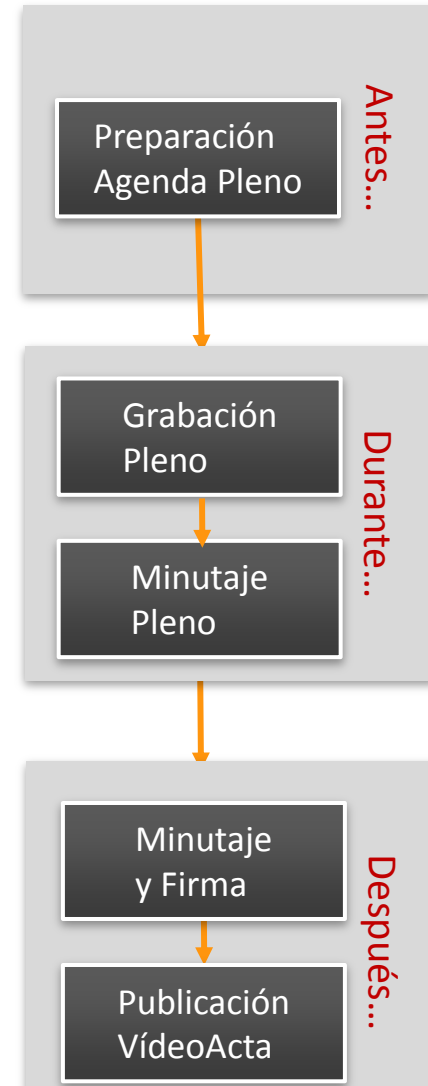 Antes...
Preparación
Agenda Pleno
Durante...
Grabación
Pleno
Minutaje
Pleno
Después...
Minutaje
y Firma
Publicación
VídeoActa